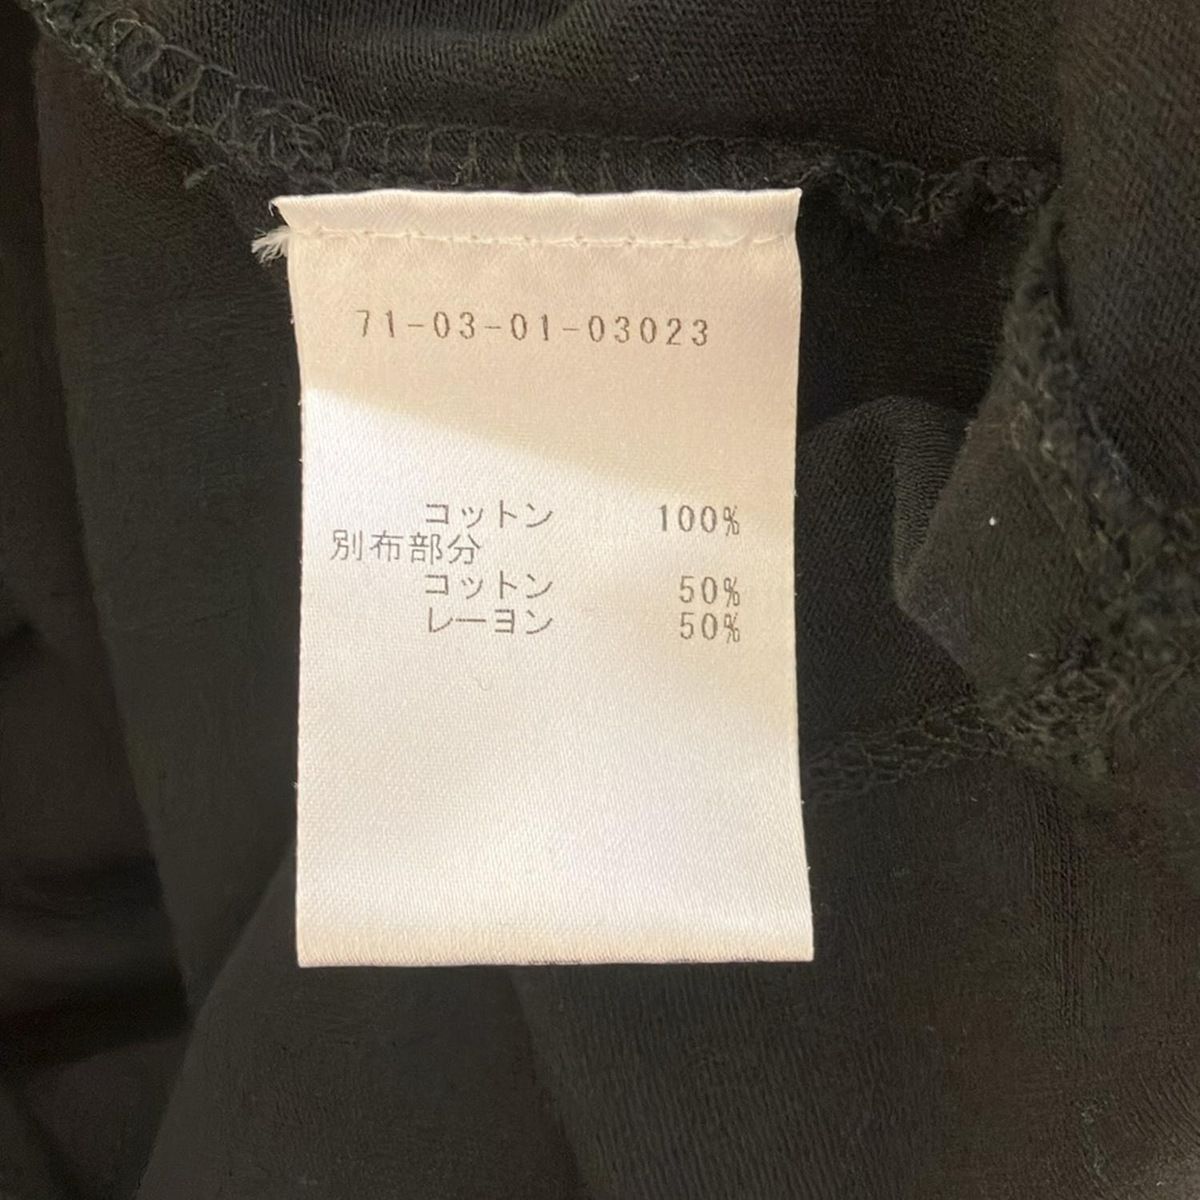 71-03-01-03023
コットン 100%
別布部分
コットン 50%
レーヨン 50%